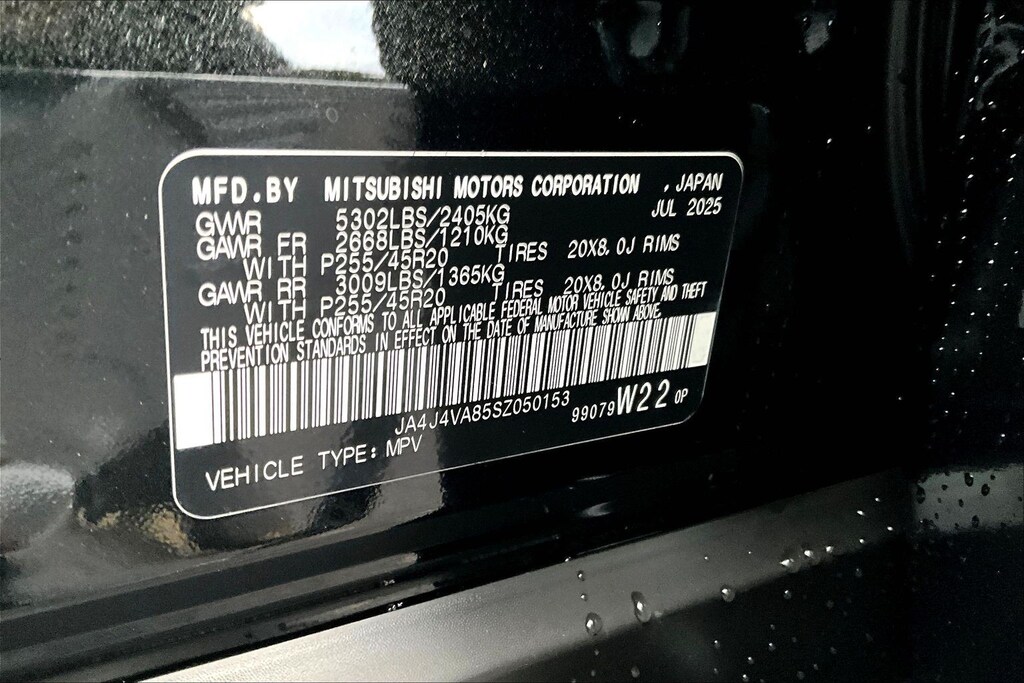 MFD.BY MITSUBISHI MOTORS CORPORATION , JAPAN
JUL 2025
GVWR 5302LBS/2405KG
GAWR FR 2668LBS/1210KG
WITH P255/45R20 TIRES 20X8.0J RIMS
GAWR RR 3009LBS/1365KG
WITH P255/45R20 TIRES 20X8.0J RIMS
THIS VEHICLE CONFORMS TO ALL APPLICABLE FEDERAL MOTOR VEHICLE SAFETY AND THEFT
PREVENTION STANDARDS IN EFFECT ON THE DATE OF MANUFACTURE SHOWN ABOVE.
JA4J4VA85SZ050153
99079 W22 OP
VEHICLE TYPE: MPV